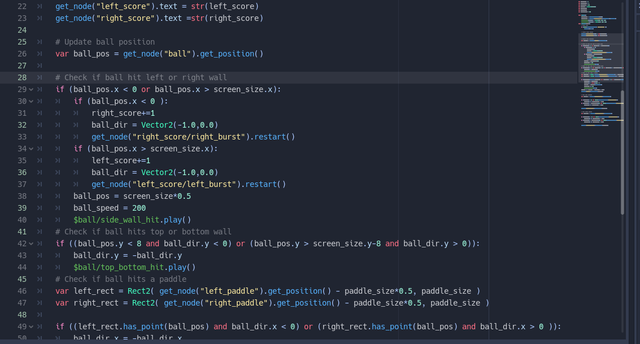 22 get_node("left_score").text = str(left_score)
23 get_node("right_score").text =str(right_score)
24
25 # Update ball position
26 var ball_pos = get_node("ball").get_position()
27
28 # Check if ball hit left or right wall
29 if (ball_pos.x < 0 or ball_pos.x > screen_size.x):
30 if (ball_pos.x < 0 ):
31 right_score+=1
32 ball_dir = Vector2(-1.0,0.0)
33 get_node("right_score/right_burst").restart()
34 if (ball_pos.x > screen_size.x):
35 left_score+=1
36 ball_dir = Vector2(-1.0,0.0)
37 get_node("left_score/left_burst").restart()
38 ball_pos = screen_size*0.5
39 ball_speed = 200
40 $ball/side_wall_hit.play()
41 # Check if ball hits top or bottom wall
42 if ((ball_pos.y < 8 and ball_dir.y < 0) or (ball_pos.y > screen_size.y-8 and ball_dir.y > 0)):
43 ball_dir.y = -ball_dir.y
44 $ball/top_bottom_hit.play()
45 # Check if ball hits a paddle
46 var left_rect = Rect2( get_node("left_paddle").get_position() - paddle_size*0.5, paddle_size )
47 var right_rect = Rect2( get_node("right_paddle").get_position() - paddle_size*0.5, paddle_size )
48
49 if ((left_rect.has_point(ball_pos) and ball_dir.x < 0) or (right_rect.has_point(ball_pos) and ball_dir.x > 0 )):
50 ball_dir.x = -ball_dir.x